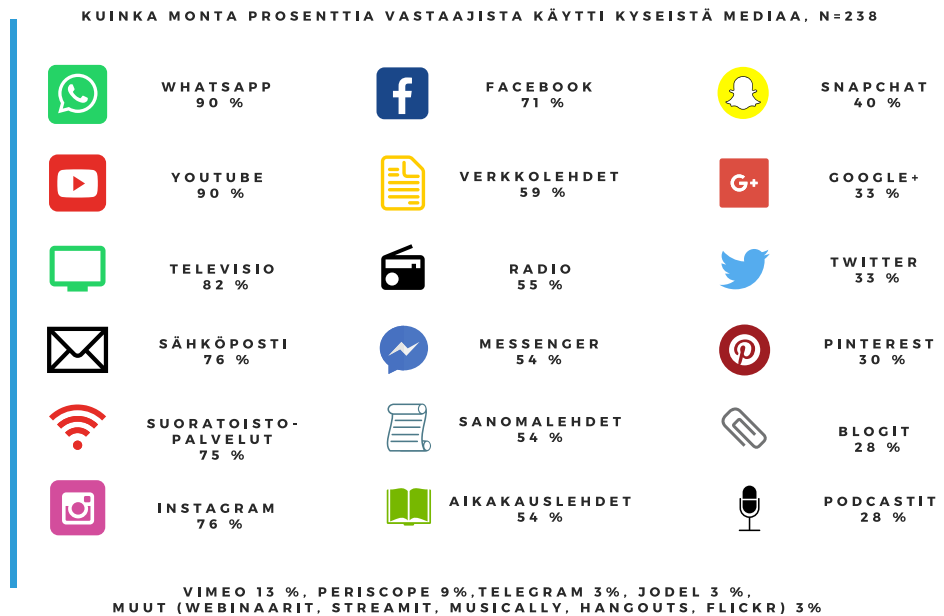 KUINKA MONTA PROSENTTIA VASTAAJISTA KÄYTTI KYSEISTÄ MEDIAA, N=238
WHATSAPP
90 %
YOUTUBE
90 %
TELEVISIO
82 %
SÄHKÖPOSTI
76 %
SUORATOISTO-
PALVELUT
75 %
INSTAGRAM
76 %
FACEBOOK
71 %
VERKKOLEHDET
59 %
RADIO
55 %
MESSENGER
54 %
SANOMALEHDET
54 %
AIKAKAUSLEHDET
54 %
SNAPCHAT
40 %
G+
GOOGLE+
33 %
TWITTER
33 %
PINTEREST
30 %
BLOGIT
28 %
PODCASTIT
28 %
VIMEO 13 %, PERISCOPE 9%,TELEGRAM 3%, JODEL 3 %,
MUUT (WEBINAARIT, STREAMIT, MUSICALLY, HANGOUTS, FLICKR) 3%